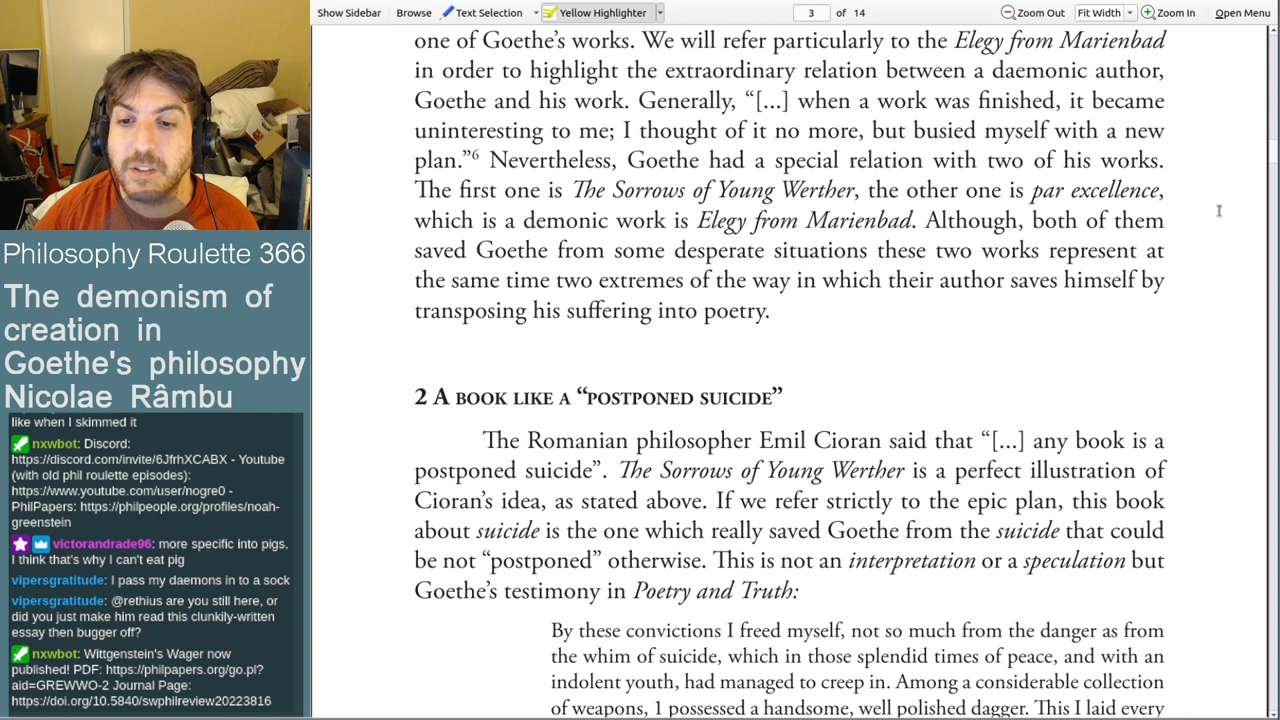 Show Sidebar Browse Text Selection Yellow Highlighter 3 of 14 Zoom Out Fit Width Zoom In Open Menu
one of Goethe's works. We will refer particularly to the Elegy from Marienbad
in order to highlight the extraordinary relation between a daemonic author,
Goethe and his work. Generally, “[...] when a work was finished, it became
uninteresting to me; I thought of it no more, but busied myself with a new
plan.”6 Nevertheless, Goethe had a special relation with two of his works.
The first one is The Sorrows of Young Werther, the other one is par excellence,
which is a demonic work is Elegy from Marienbad. Although, both of them
saved Goethe from some desperate situations these two works represent at
the same time two extremes of the way in which their author saves himself by
transposing his suffering into poetry.
2 A BOOK LIKE A “POSTPONED SUICIDE”
The Romanian philosopher Emil Cioran said that “[...] any book is a
postponed suicide”. The Sorrows of Young Werther is a perfect illustration of
Cioran's idea, as stated above. If we refer strictly to the epic plan, this book
about suicide is the one which really saved Goethe from the suicide that could
be not “postponed” otherwise. This is not an interpretation or a speculation but
Goethe's testimony in Poetry and Truth:
By these convictions I freed myself, not so much from the danger as from
the whim of suicide, which in those splendid times of peace, and with an
indolent youth, had managed to creep in. Among a considerable collection
of weapons, 1 possessed a handsome, well polished dagger. This I laid every
Philosophy Roulette 366
The demonism of
creation in
Goethe's philosophy
Nicolae Râmbu
like when I skimmed it
nxwbot: Discord:
https://discord.com/invite/6JfrhXCABX - Youtube
(with old phil roulette episodes):
https://www.youtube.com/user/nogre0 -
PhilPapers: https://philpeople.org/profiles/noah-
greenstein
victorandrade96: more specific into pigs.
I think that's why I can't eat pig
vipersgratitude: I pass my daemons in to a sock
vipersgratitude: @rethius are you still here, or
did you just make him read this clunkily-written
essay then bugger off?
nxwbot: Wittgenstein's Wager now
published! PDF: https://philpapers.org/go.pl?
aid=GREWWO-2 Journal Page:
https://doi.org/10.5840/swphilreview20223816